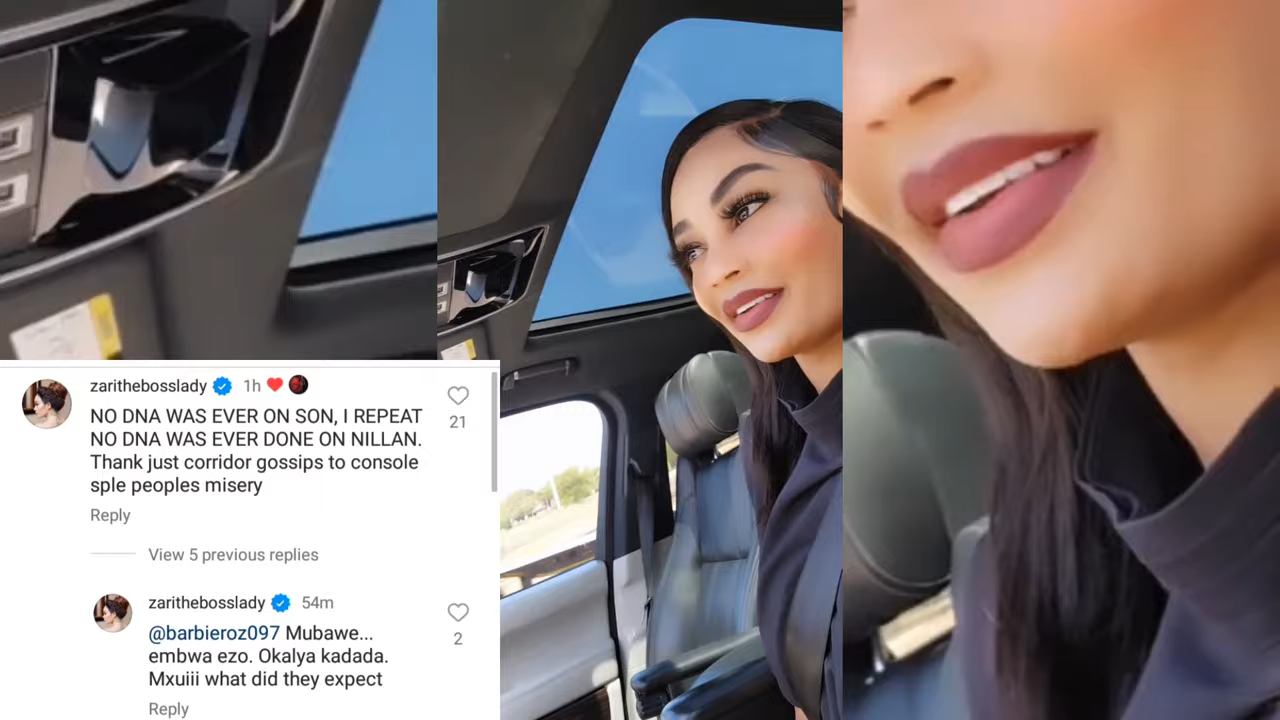 zarithebosslady 1h
NO DNA WAS EVER ON SON, I REPEAT
NO DNA WAS EVER DONE ON NILLAN.
Thank just corridor gossips to console
sple peoples misery
21
Reply
View 5 previous replies
zarithebosslady 54m
@barbieroz097 Mubawe...
embwa ezo. Okalya kadada.
Mxuiii what did they expect
2
Reply